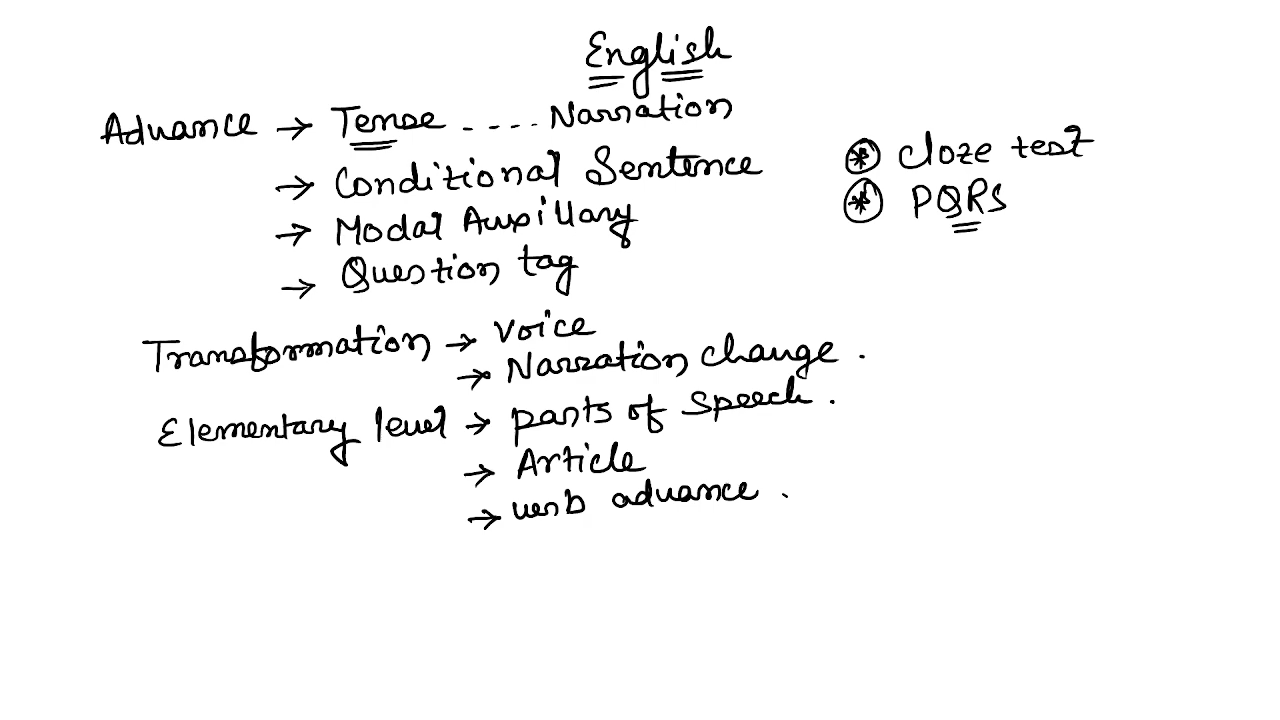 English
Advance → Tense .... Narration
→ Conditional Sentence
→ Modal Auxillary
→ Question tag
⊛ cloze test
⊛ PQRS
Transformation → Voice
→ Narration change.
Elementary level → parts of speech.
→ Article
→ verb advance.